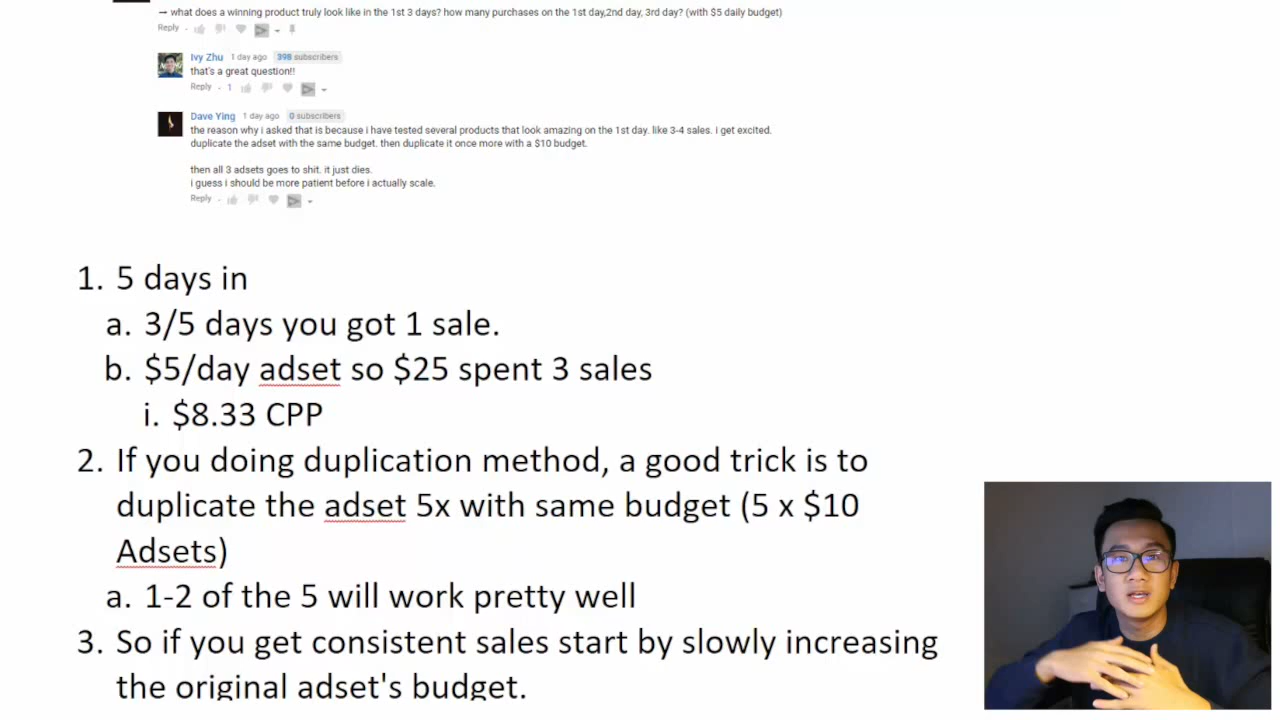 → what does a winning product truly look like in the 1st 3 days? how many purchases on the 1st day,2nd day, 3rd day? (with $5 daily budget)
Reply
Ivy Zhu 1 day ago 398 subscribers
that's a great question!!
Reply · 1
Dave Ying 1 day ago 0 subscribers
the reason why i asked that is because i have tested several products that look amazing on the 1st day. like 3-4 sales. i get excited.
duplicate the adset with the same budget. then duplicate it once more with a $10 budget.
then all 3 adsets goes to shit. it just dies.
i guess i should be more patient before i actually scale.
Reply
1. 5 days in
a. 3/5 days you got 1 sale.
b. $5/day adset so $25 spent 3 sales
i. $8.33 CPP
2. If you doing duplication method, a good trick is to
duplicate the adset 5x with same budget (5 x $10
Adsets)
a. 1-2 of the 5 will work pretty well
3. So if you get consistent sales start by slowly increasing
the original adset's budget.